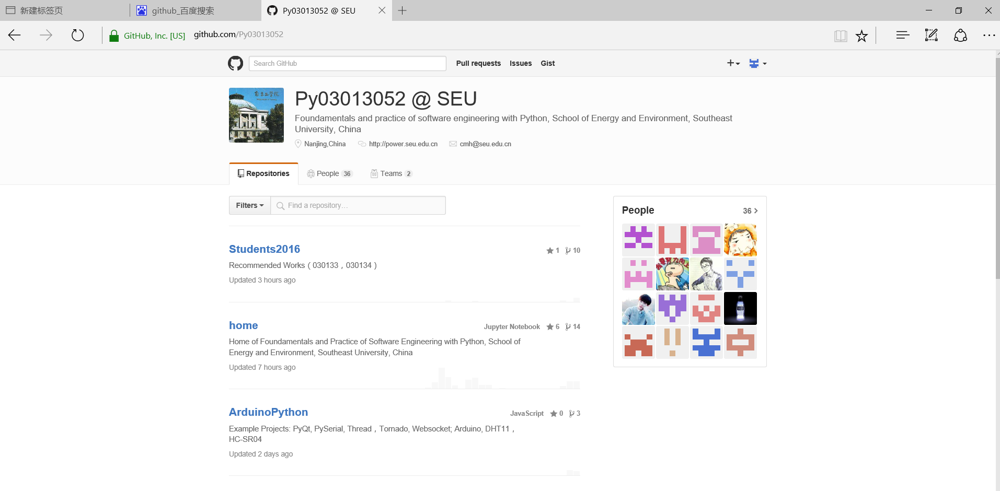 新建标签页
github_百度搜索
Py03013052 @ SEU
GitHub, Inc. [US]
github.com/Py03013052
Search GitHub
Pull requests
Issues
Gist
南京工学院
Py03013052 @ SEU
Foundamentals and practice of software engineering with Python, School of Energy and Environment, Southeast
University, China
Nanjing,China
http://power.seu.edu.cn
cmh@seu.edu.cn
Repositories
People 36
Teams 2
Filters
Find a repository…
People
36
Students2016
1
10
Recommended Works ( 030133，030134 )
Updated 3 hours ago
home
Jupyter Notebook
6
14
Home of Foundamentals and Practice of Software Engineering with Python, School of
Energy and Environment, Southeast University, China
Updated 7 hours ago
ArduinoPython
JavaScript
0
3
Example Projects: PyQt, PySerial, Thread，Tornado, Websocket; Arduino, DHT11，
HC-SR04
Updated 2 days ago